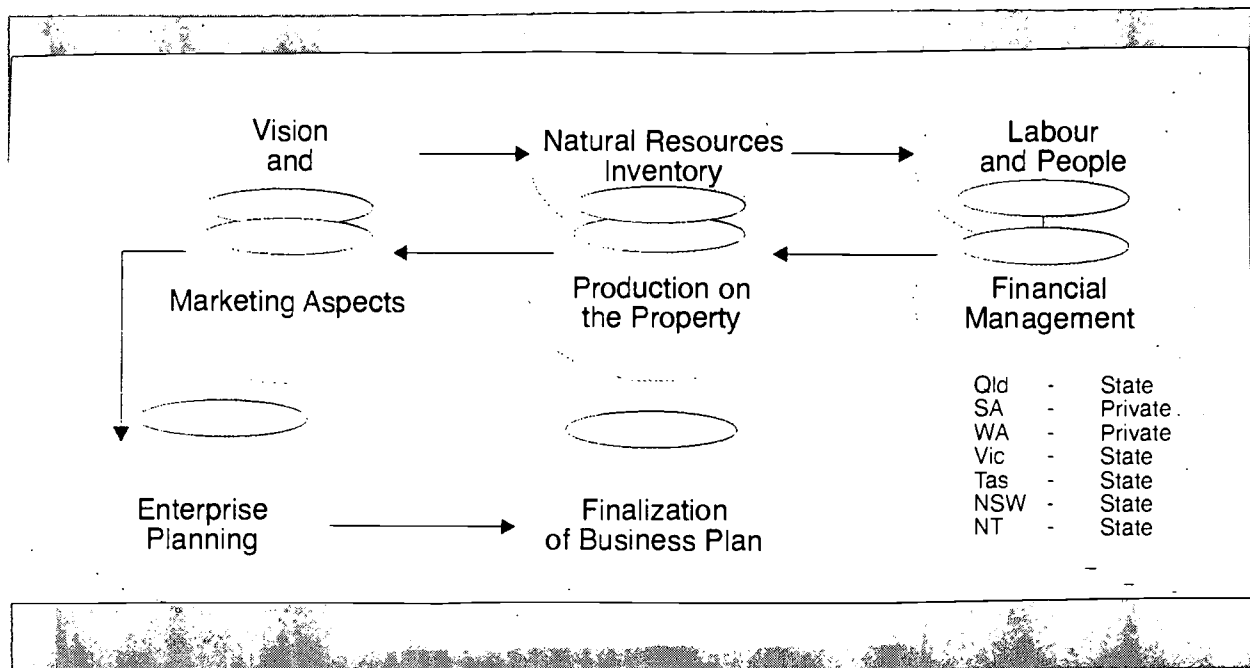 Vision
and
Natural Resources
Inventory
Labour
and People
Marketing Aspects
Production on
the Property
Financial
Management
Qld - State
SA - Private
WA - Private
Vic - State
Tas - State
NSW - State
NT - State
Enterprise
Planning
Finalization
of Business Plan